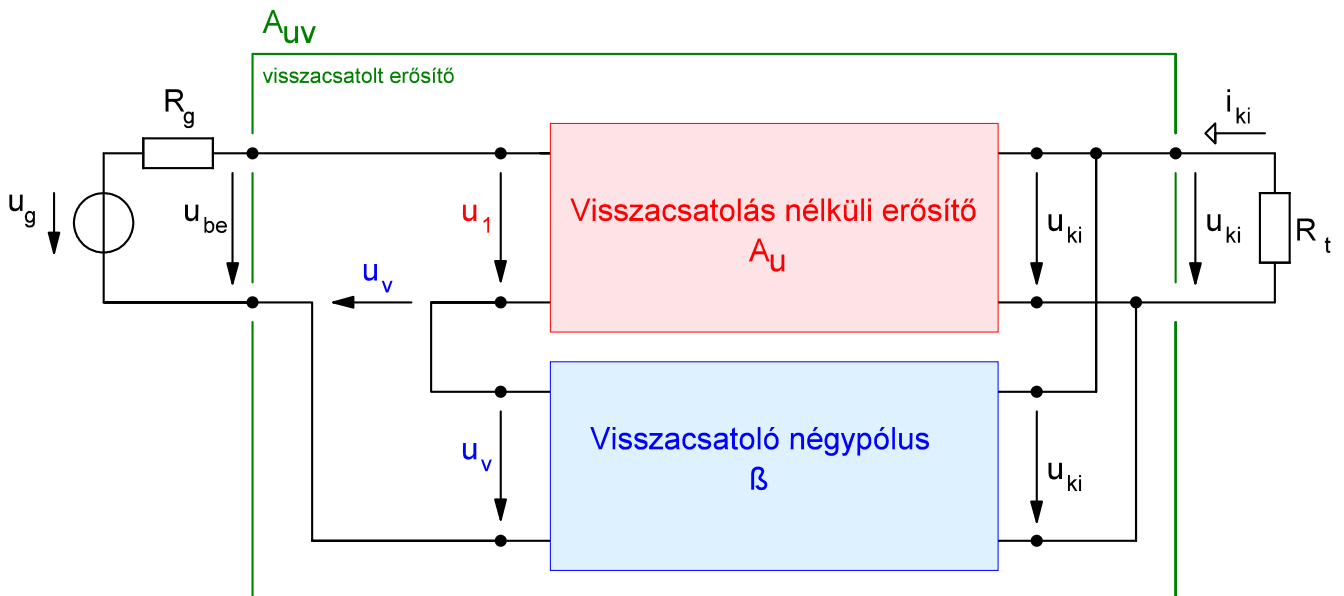 Auv
visszacsatolt erősítő
Rg
iki
ug
ube
u1
Visszacsatolás nélküli erősítő
Au
uki
uki
Rt
uv
uv
Visszacsatoló négypólus
ß
uki